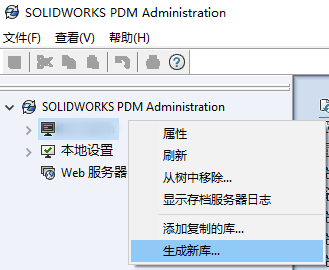 SOLIDWORKS PDM Administration
文件(F) 查看(V) 帮助(H)
SOLIDWORKS PDM Administration
本地设置
Web 服务器
属性
刷新
从树中移除...
显示存档服务器日志
添加复制的库...
生成新库...